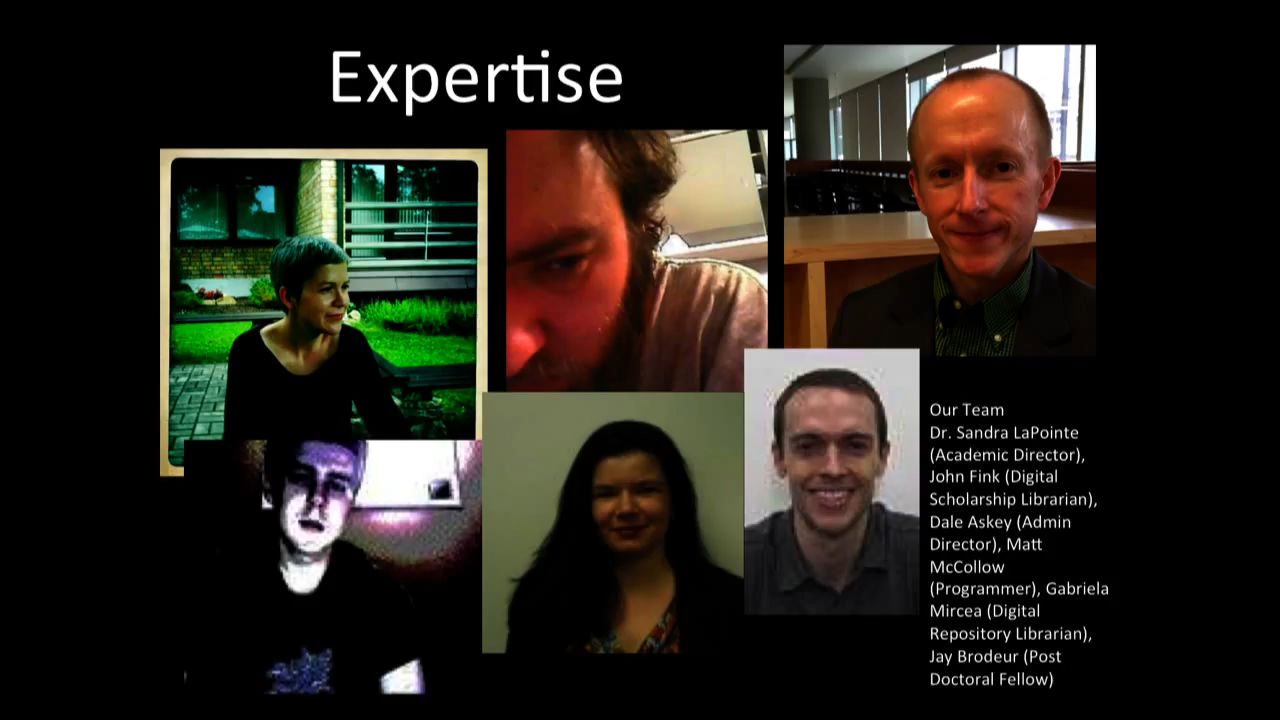 Expertise
Our Team
Dr. Sandra LaPointe
(Academic Director),
John Fink (Digital
Scholarship Librarian),
Dale Askey (Admin
Director), Matt
McCollow
(Programmer), Gabriela
Mircea (Digital
Repository Librarian),
Jay Brodeur (Post
Doctoral Fellow)